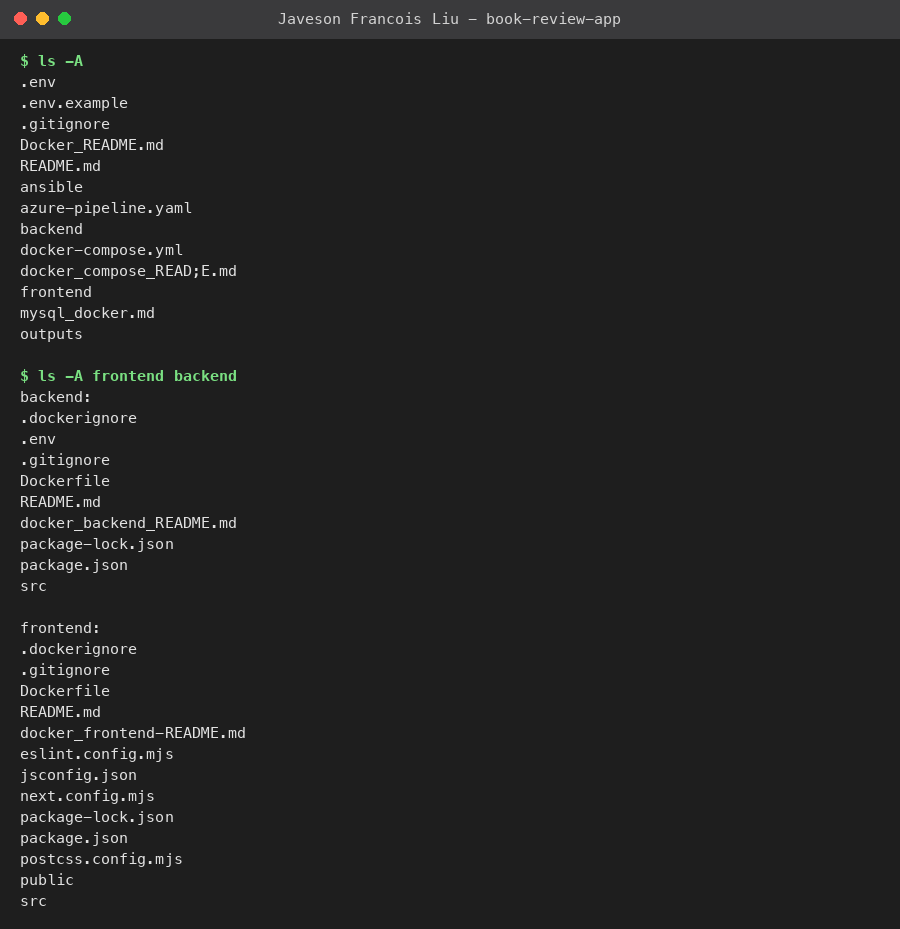 Javeson Francois Liu — book-review-app
$ ls -A
.env
.env.example
.gitignore
Docker_README.md
README.md
ansible
azure-pipeline.yaml
backend
docker-compose.yml
docker_compose_READ;E.md
frontend
mysql_docker.md
outputs
$ ls -A frontend backend
backend:
.dockerignore
.env
.gitignore
Dockerfile
README.md
docker_backend_README.md
package-lock.json
package.json
src
frontend:
.dockerignore
.gitignore
Dockerfile
README.md
docker_frontend-README.md
eslint.config.mjs
jsconfig.json
next.config.mjs
package-lock.json
package.json
postcss.config.mjs
public
src